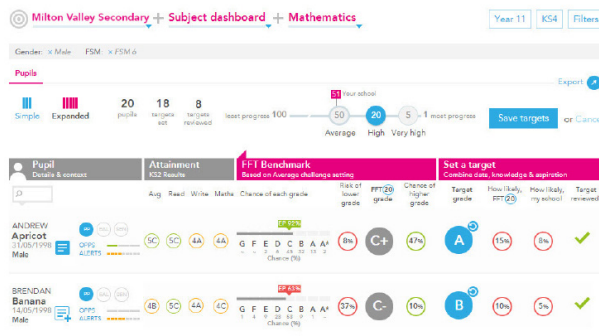 Milton Valley Secondary + Subject dashboard + Mathematics
Year 11 KS4 Filters
Gender: × Male FSM: × FSM 6
Pupils
Export
Simple Expanded
20 pupils
18 targets set
8 targets reviewed
least progress 100
51 Your school
50 Average
20 High
5 Very high
1 most progress
Save targets or Cance
Pupil
Details & context
Attainment
KS2 Results
FFT Benchmark
Based on Average challenge setting
Set a target
Combine data, knowledge & aspiration
Avg Read Write Maths Chance of each grade
Risk of lower grade
FFT 20 grade
Chance of higher grade
Target grade
How likely, FFT 20
How likely, my school
Target reviewed
ANDREW
Apricot
31/05/1998
Male
OPPS
ALERTS
5C 5C 4A 4A
EP 92%
G F E D C B A A*
Chance (%)
8% C+ 47% A 15% 8%
BRENDAN
Banana
14/05/1998
Male
OPPS
ALERTS
4B 5C 4A 4C
EP 63%
G F E D C B A A*
Chance (%)
37% C- 10% B 10% 5%